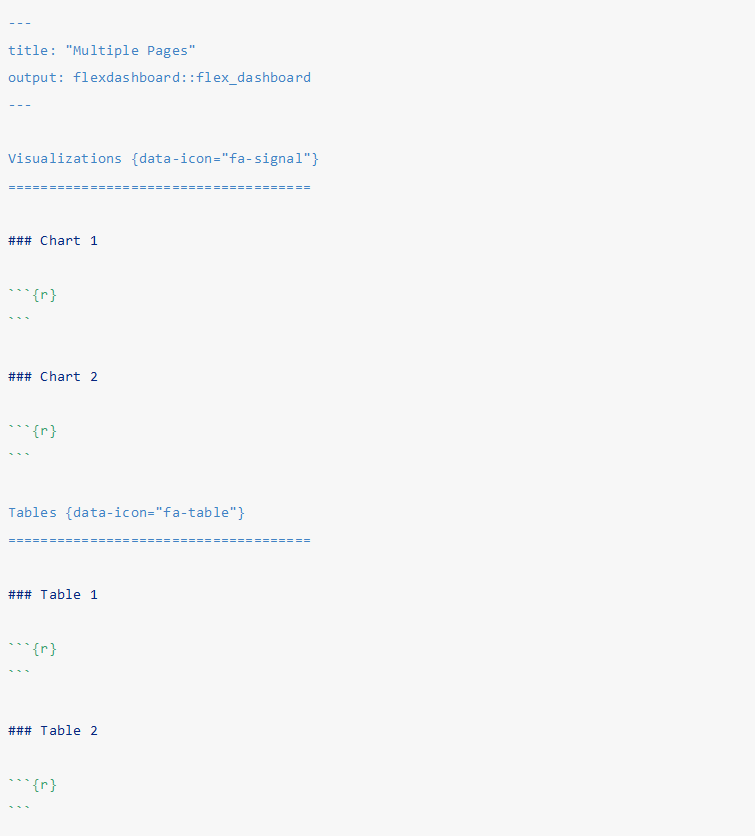 ---
title: "Multiple Pages"
output: flexdashboard::flex_dashboard
---
Visualizations {data-icon="fa-signal"}
=====================================
### Chart 1
```{r}
```
### Chart 2
```{r}
```
Tables {data-icon="fa-table"}
=====================================
### Table 1
```{r}
```
### Table 2
```{r}
```